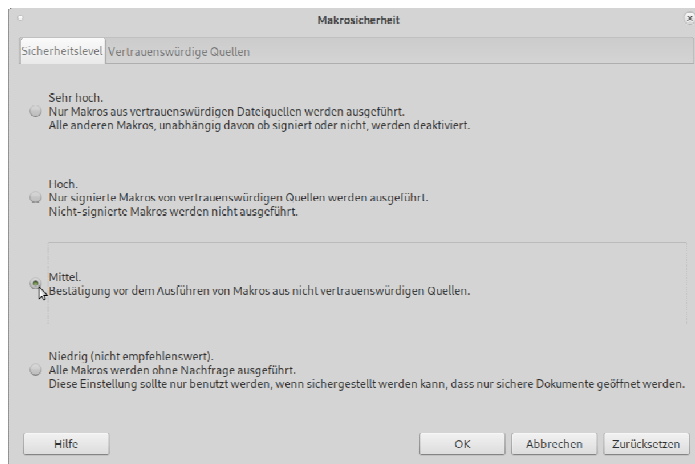 Makrosicherheit
Sicherheitslevel Vertrauenswürdige Quellen
Sehr hoch.
Nur Makros aus vertrauenswürdigen Dateiquellen werden ausgeführt.
Alle anderen Makros, unabhängig davon ob signiert oder nicht, werden deaktiviert.
Hoch.
Nur signierte Makros von vertrauenswürdigen Quellen werden ausgeführt.
Nicht-signierte Makros werden nicht ausgeführt.
Mittel.
Bestätigung vor dem Ausführen von Makros aus nicht vertrauenswürdigen Quellen.
Niedrig (nicht empfehlenswert).
Alle Makros werden ohne Nachfrage ausgeführt.
Diese Einstellung sollte nur benutzt werden, wenn sichergestellt werden kann, dass nur sichere Dokumente geöffnet werden.
Hilfe OK Abbrechen Zurücksetzen